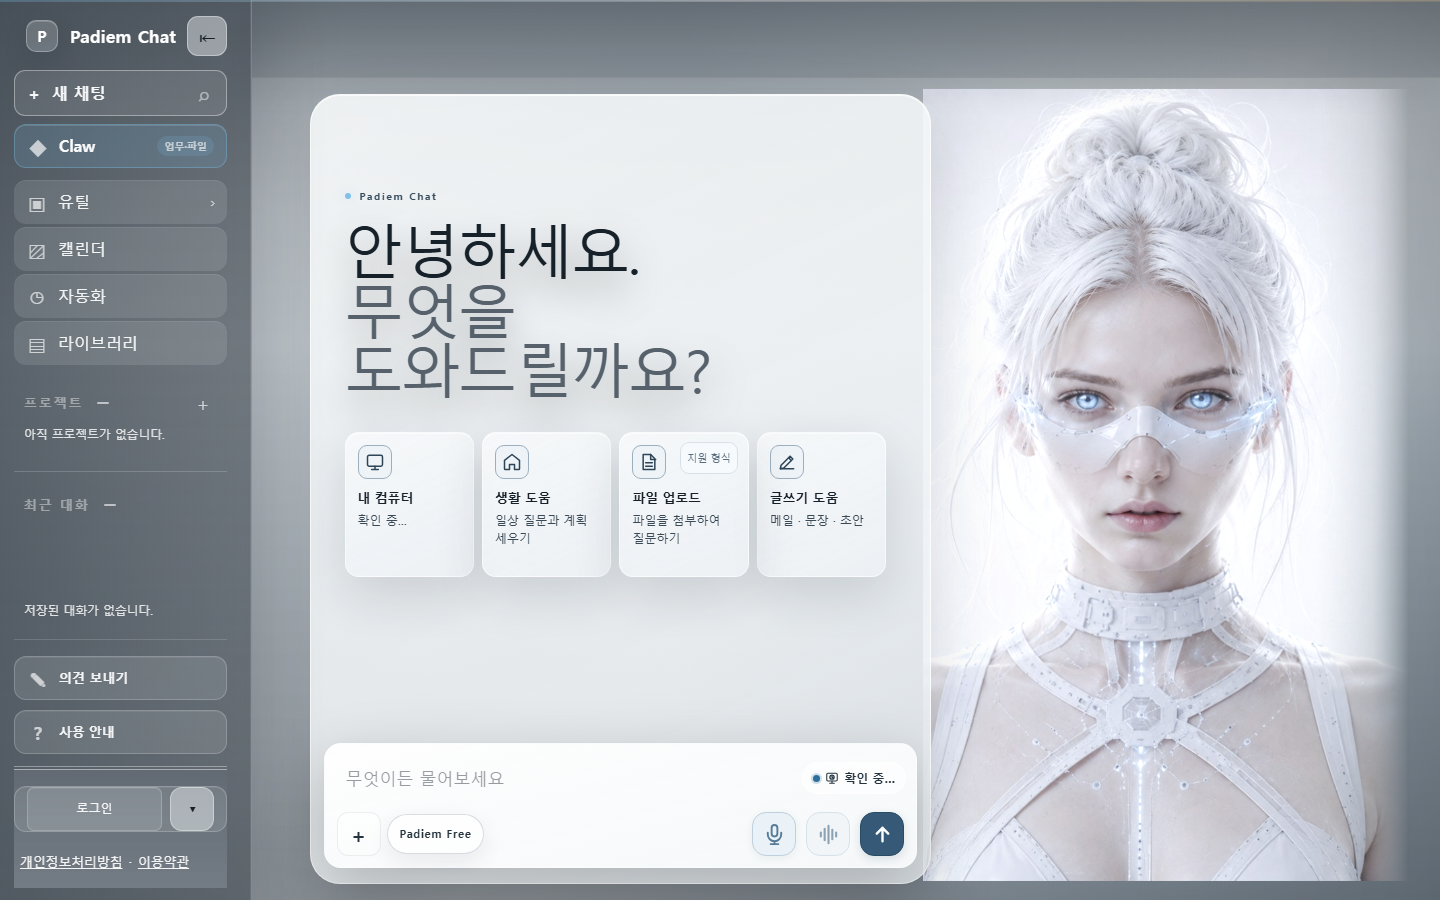 P Padiem Chat
+ 새 채팅
Claw 업무·파일
유틸
캘린더
자동화
라이브러리
프로젝트
아직 프로젝트가 없습니다.
최근 대화
저장된 대화가 없습니다.
의견 보내기
? 사용 안내
로그인
개인정보처리방침 · 이용약관
Padiem Chat
안녕하세요.
무엇을
도와드릴까요?
내 컴퓨터
확인 중...
생활 도움
일상 질문과 계획
세우기
지원 형식
파일 업로드
파일을 첨부하여
질문하기
글쓰기 도움
메일 · 문장 · 초안
무엇이든 물어보세요
확인 중...
+ Padiem Free